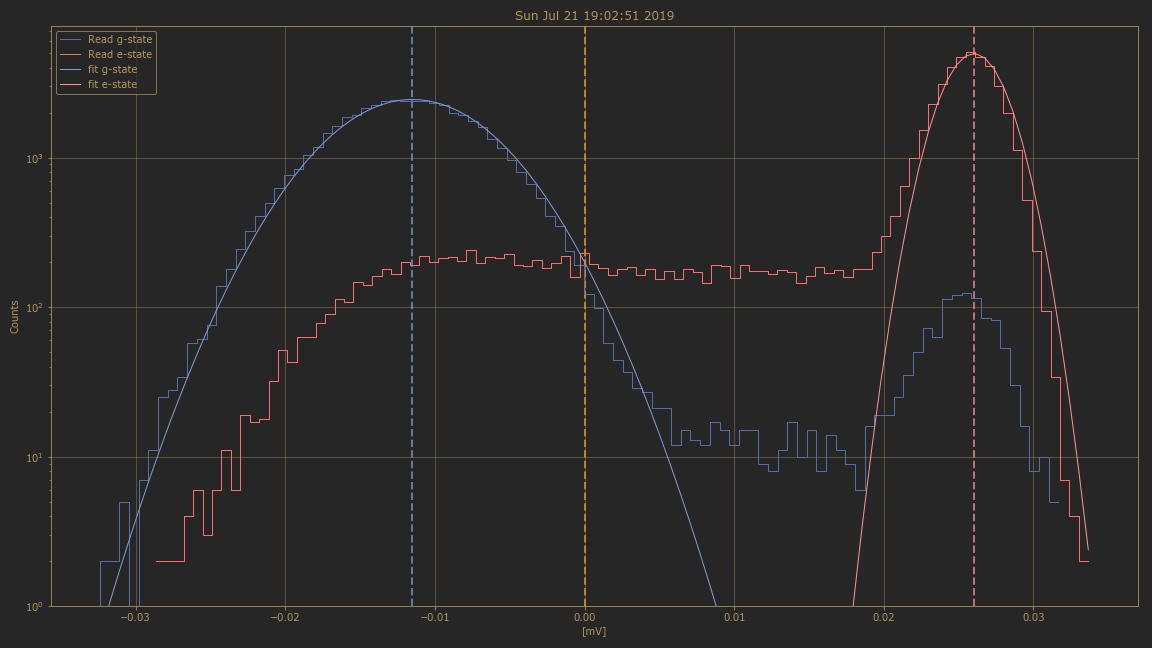 Sun Jul 21 19:02:51 2019
Read g-state
Read e-state
fit g-state
fit e-state
Counts
10³
10²
10¹
10⁰
−0.03 −0.02 −0.01 0.00 0.01 0.02 0.03
[mV]